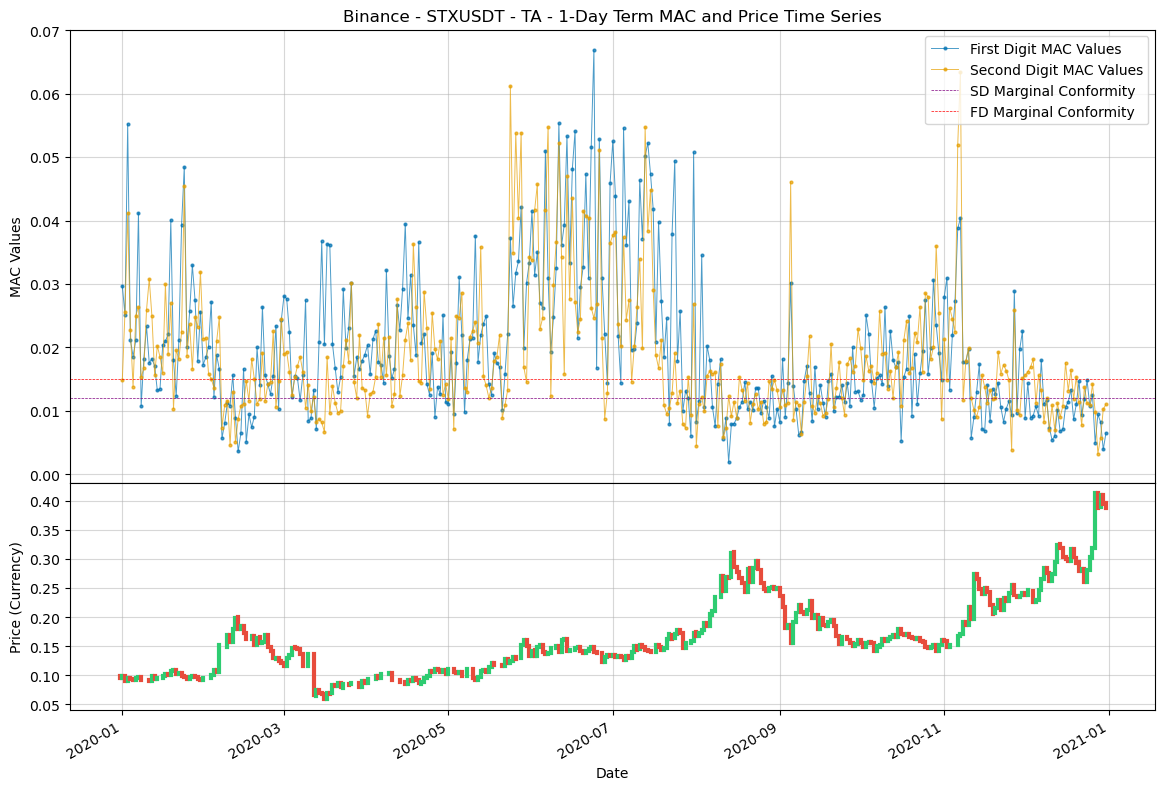 Binance - STXUSDT - TA - 1-Day Term MAC and Price Time Series
0.07
0.06
0.05
0.04
0.03
0.02
0.01
0.00
MAC Values
First Digit MAC Values
Second Digit MAC Values
SD Marginal Conformity
FD Marginal Conformity
0.40
0.35
0.30
0.25
0.20
0.15
0.10
0.05
Price (Currency)
2020-01
2020-03
2020-05
2020-07
2020-09
2020-11
2021-01
Date